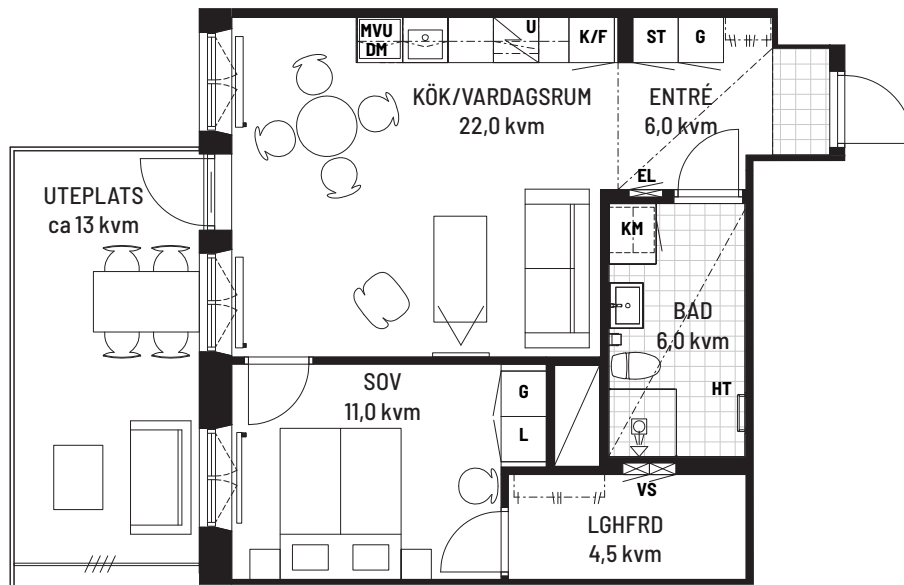 MVU
DM
U
K/F
ST
G
KÖK/VARDAGSRUM
22,0 kvm
ENTRÉ
6,0 kvm
EL
UTEPLATS
ca 13 kvm
KM
BAD
6,0 kvm
HT
SOV
11,0 kvm
G
L
VS
LGHFRD
4,5 kvm